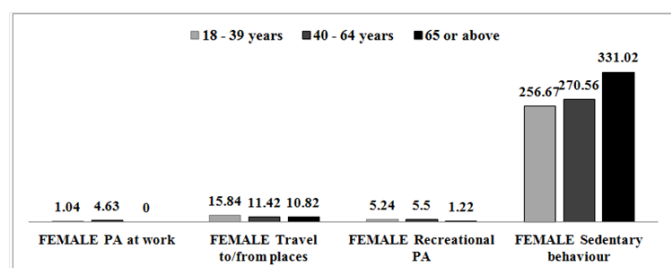 18 - 39 years 40 - 64 years 65 or above
331.02
256.67 270.56
15.84 11.42 10.82
1.04 4.63 0 5.24 5.5 1.22
FEMALE PA at work FEMALE Travel FEMALE Recreational FEMALE Sedentary
to/from places PA behaviour